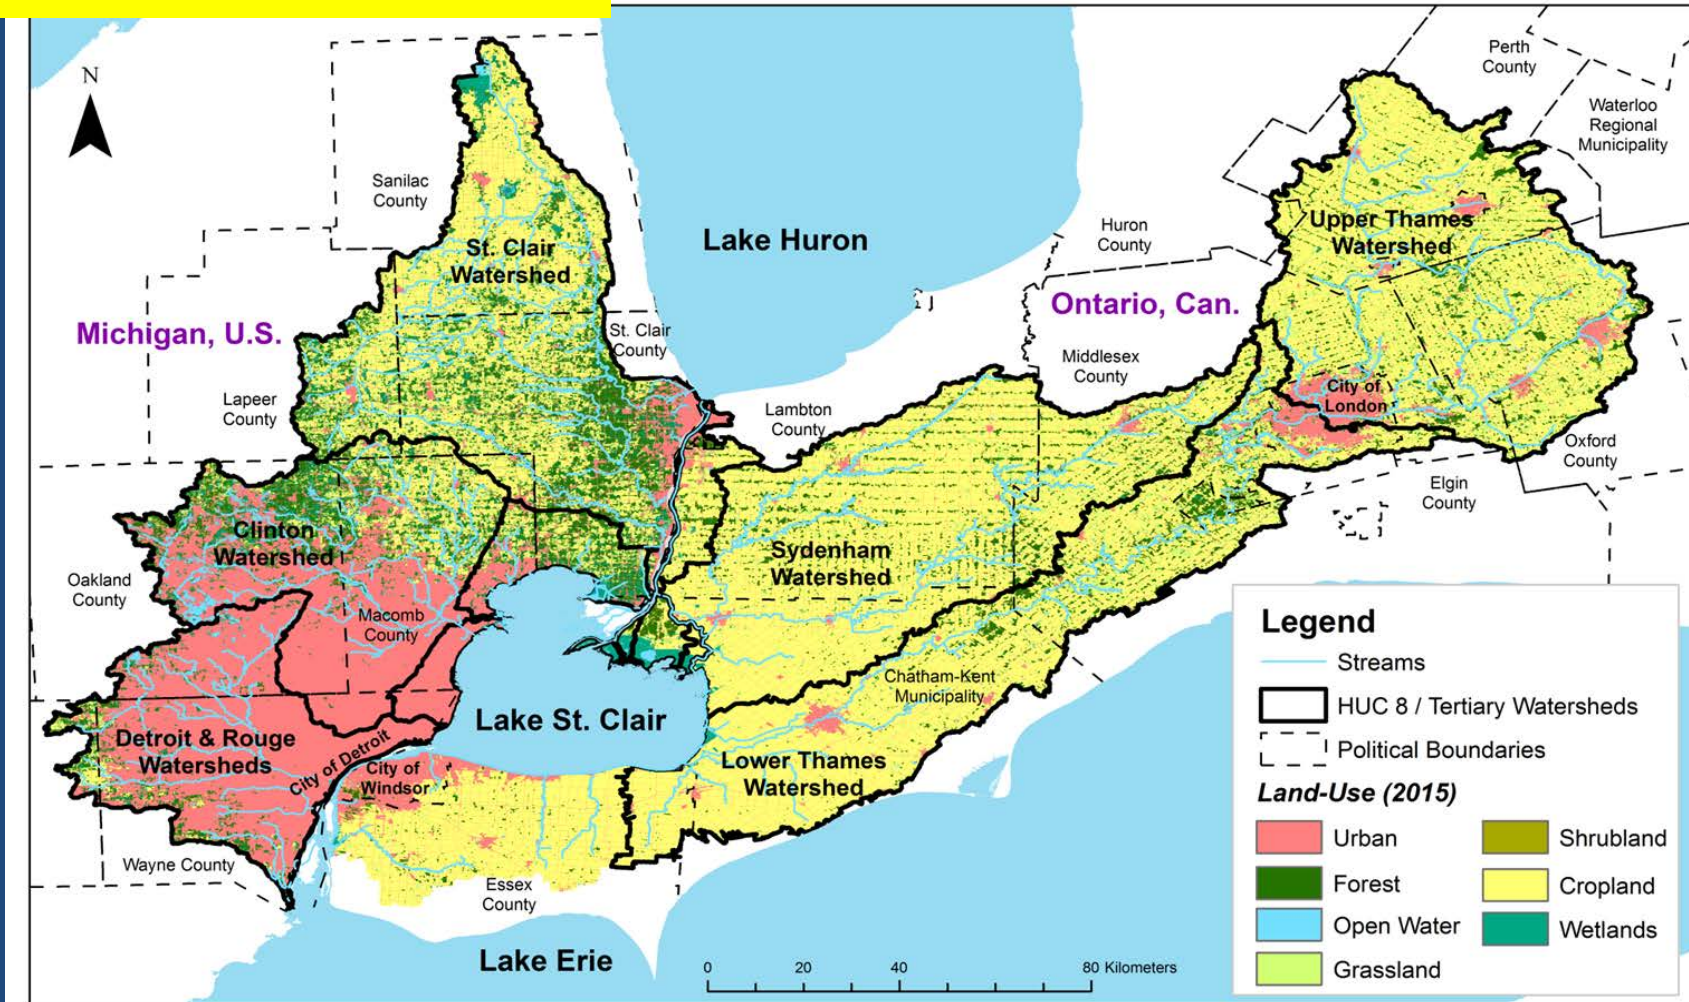 N
Perth
County
Waterloo
Regional
Municipality
Sanilac
County
Huron
County
Lake Huron
Upper Thames
Watershed
St. Clair
Watershed
Michigan, U.S.
Ontario, Can.
St. Clair
County
Middlesex
County
Lapeer
County
Lambton
County
City of
London
Oxford
County
Elgin
County
Clinton
Watershed
Sydenham
Watershed
Oakland
County
Macomb
County
Chatham-Kent
Municipality
Lake St. Clair
Detroit & Rouge
Watersheds
City of Detroit
City of
Windsor
Lower Thames
Watershed
Wayne County
Essex
County
Lake Erie
0 20 40 80 Kilometers
Legend
Streams
HUC 8 / Tertiary Watersheds
Political Boundaries
Land-Use (2015)
Urban
Forest
Open Water
Grassland
Shrubland
Cropland
Wetlands